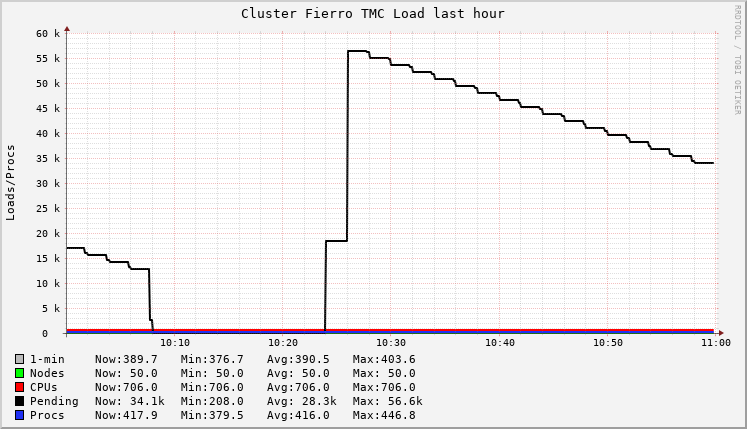 Cluster Fierro TMC Load last hour
RRDTOOL / TOBI OETIKER
Loads/Procs
60 k
55 k
50 k
45 k
40 k
35 k
30 k
25 k
20 k
15 k
10 k
5 k
0
10:10 10:20 10:30 10:40 10:50 11:00
1-min Now:389.7 Min:376.7 Avg:390.5 Max:403.6
Nodes Now: 50.0 Min: 50.0 Avg: 50.0 Max: 50.0
CPUs Now:706.0 Min:706.0 Avg:706.0 Max:706.0
Pending Now: 34.1k Min:208.0 Avg: 28.3k Max: 56.6k
Procs Now:417.9 Min:379.5 Avg:416.0 Max:446.8